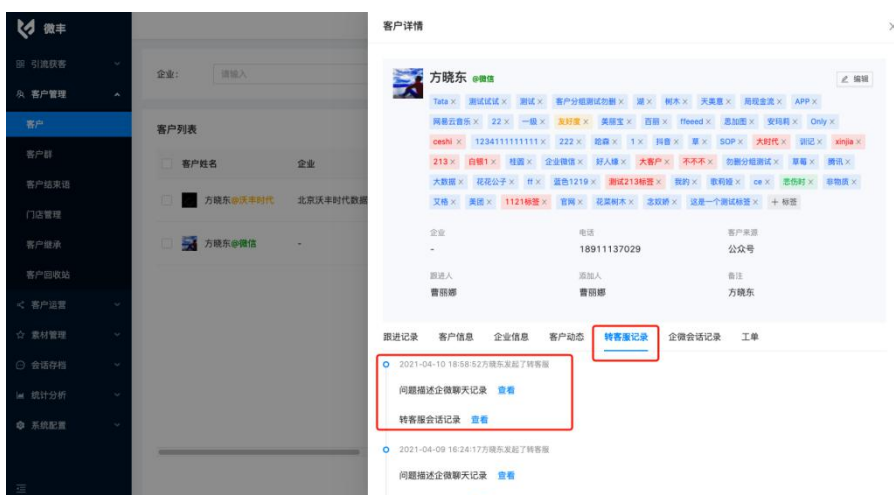 微丰
客户详情
引流获客
客户管理
客户
客户群
客户结束语
门店管理
客户继承
客户回收站
客户运营
素材管理
会话存档
统计分析
系统配置
企业: 请输入
客户列表
客户姓名 企业
方晓东@沃丰时代 北京沃丰时代数据
方晓东@微信 -
方晓东 @微信 编辑
Tata × 测试试试 × 测试 × 客户分组测试勿删 × 湖 × 树木 × 天美意 × 局现金流 × APP ×
网易云音乐 × 22 × 一级 × 友好度 × 美丽宝 × 百丽 × ffeeed × 恩加图 × 安玛莉 × Only ×
ceshi × 1234111111111 × 222 × 哈森 × 1 × 抖音 × 草 × SOP × 大时代 × 训记 × xinjia ×
213 × 白银1 × 桂圆 × 企业微信 × 好人缘 × 大客户 × 不不不 × 勿删分组测试 × 草莓 × 腾讯 ×
大数据 × 花花公子 × ff × 蓝色1219 × 测试213标签 × 我的 × 歌莉娅 × ce × 思伤时 × 非物质 ×
艾格 × 美团 × 1121标签 × 官网 × 花菜树木 × 念双娇 × 这是一个测试标签 × + 标签
企业 电话 客户来源
- 18911137029 公众号
跟进人 添加人 备注
曹丽娜 曹丽娜 方晓东
跟进记录 客户信息 企业信息 客户动态 转客服记录 企微会话记录 工单
2021-04-10 18:58:52方晓东发起了转客服
问题描述企微聊天记录 查看
转客服会话记录 查看
2021-04-09 16:24:17方晓东发起了转客服
问题描述企微聊天记录 查看